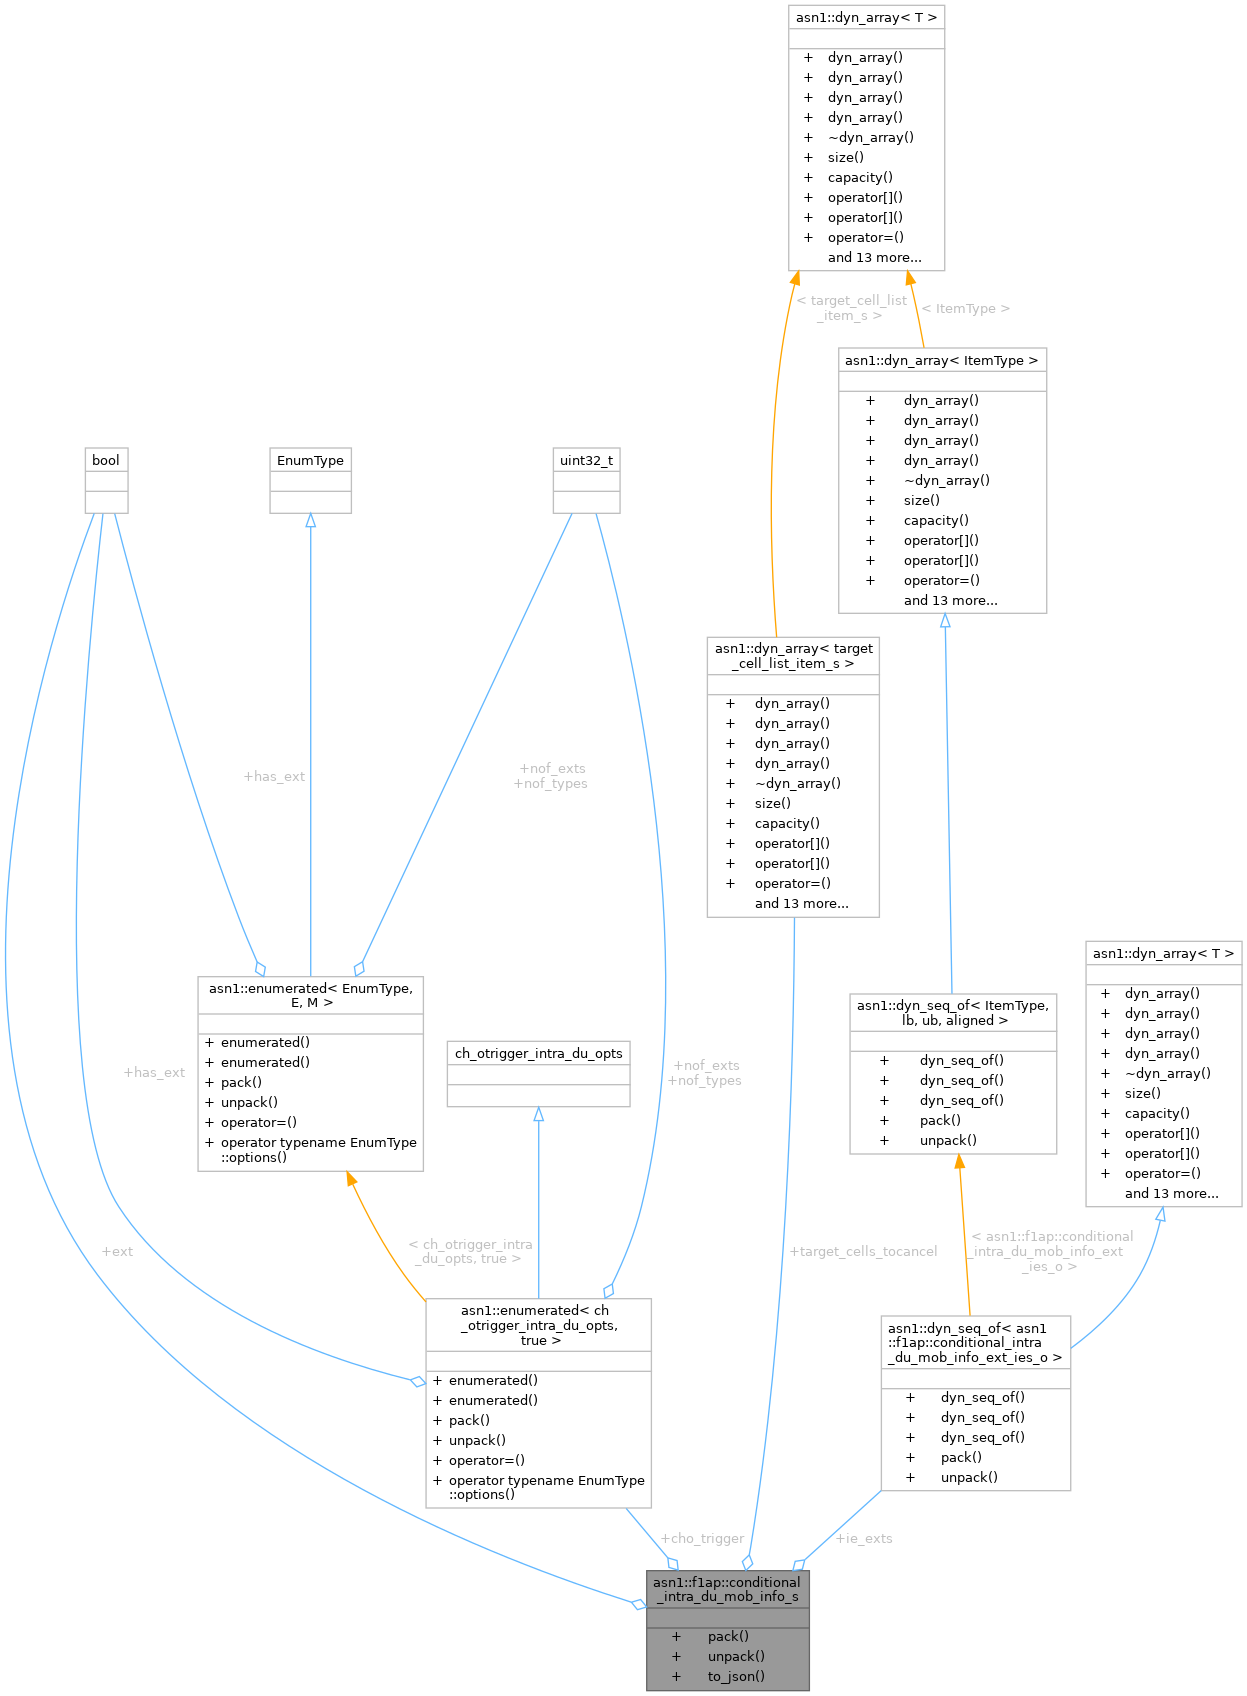 asn1::dyn_array< T >
+ dyn_array()
+ dyn_array()
+ dyn_array()
+ dyn_array()
+ ~dyn_array()
+ size()
+ capacity()
+ operator[]()
+ operator[]()
+ operator=()
and 13 more...
< target_cell_list
_item_s >
< ItemType >
asn1::dyn_array< ItemType >
+ dyn_array()
+ dyn_array()
+ dyn_array()
+ dyn_array()
+ ~dyn_array()
+ size()
+ capacity()
+ operator[]()
+ operator[]()
+ operator=()
and 13 more...
bool
EnumType
uint32_t
asn1::dyn_array< target
_cell_list_item_s >
+ dyn_array()
+ dyn_array()
+ dyn_array()
+ dyn_array()
+ ~dyn_array()
+ size()
+ capacity()
+ operator[]()
+ operator[]()
+ operator=()
and 13 more...
+has_ext
+nof_exts
+nof_types
asn1::dyn_array< T >
+ dyn_array()
+ dyn_array()
+ dyn_array()
+ dyn_array()
+ ~dyn_array()
+ size()
+ capacity()
+ operator[]()
+ operator[]()
+ operator=()
and 13 more...
asn1::enumerated< EnumType,
E, M >
+ enumerated()
+ enumerated()
+ pack()
+ unpack()
+ operator=()
+ operator typename EnumType
::options()
asn1::dyn_seq_of< ItemType,
lb, ub, aligned >
+ dyn_seq_of()
+ dyn_seq_of()
+ dyn_seq_of()
+ pack()
+ unpack()
ch_otrigger_intra_du_opts
+has_ext
+nof_exts
+nof_types
+ext
< ch_otrigger_intra
_du_opts, true >
+target_cells_tocancel
< asn1::f1ap::conditional
_intra_du_mob_info_ext
_ies_o >
asn1::enumerated< ch
_otrigger_intra_du_opts,
true >
+ enumerated()
+ enumerated()
+ pack()
+ unpack()
+ operator=()
+ operator typename EnumType
::options()
asn1::dyn_seq_of< asn1
::f1ap::conditional_intra
_du_mob_info_ext_ies_o >
+ dyn_seq_of()
+ dyn_seq_of()
+ dyn_seq_of()
+ pack()
+ unpack()
+cho_trigger
+ie_exts
asn1::f1ap::conditional
_intra_du_mob_info_s
+ pack()
+ unpack()
+ to_json()